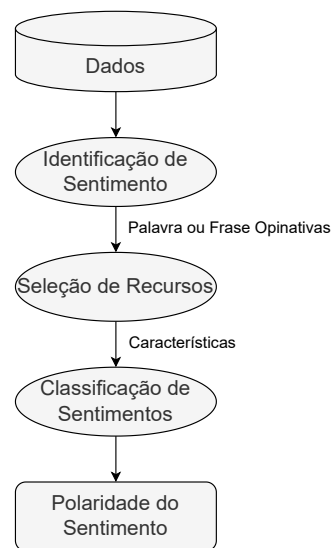 Dados
Identificação de
Sentimento
Palavra ou Frase Opinativas
Seleção de Recursos
Características
Classificação de
Sentimentos
Polaridade do
Sentimento